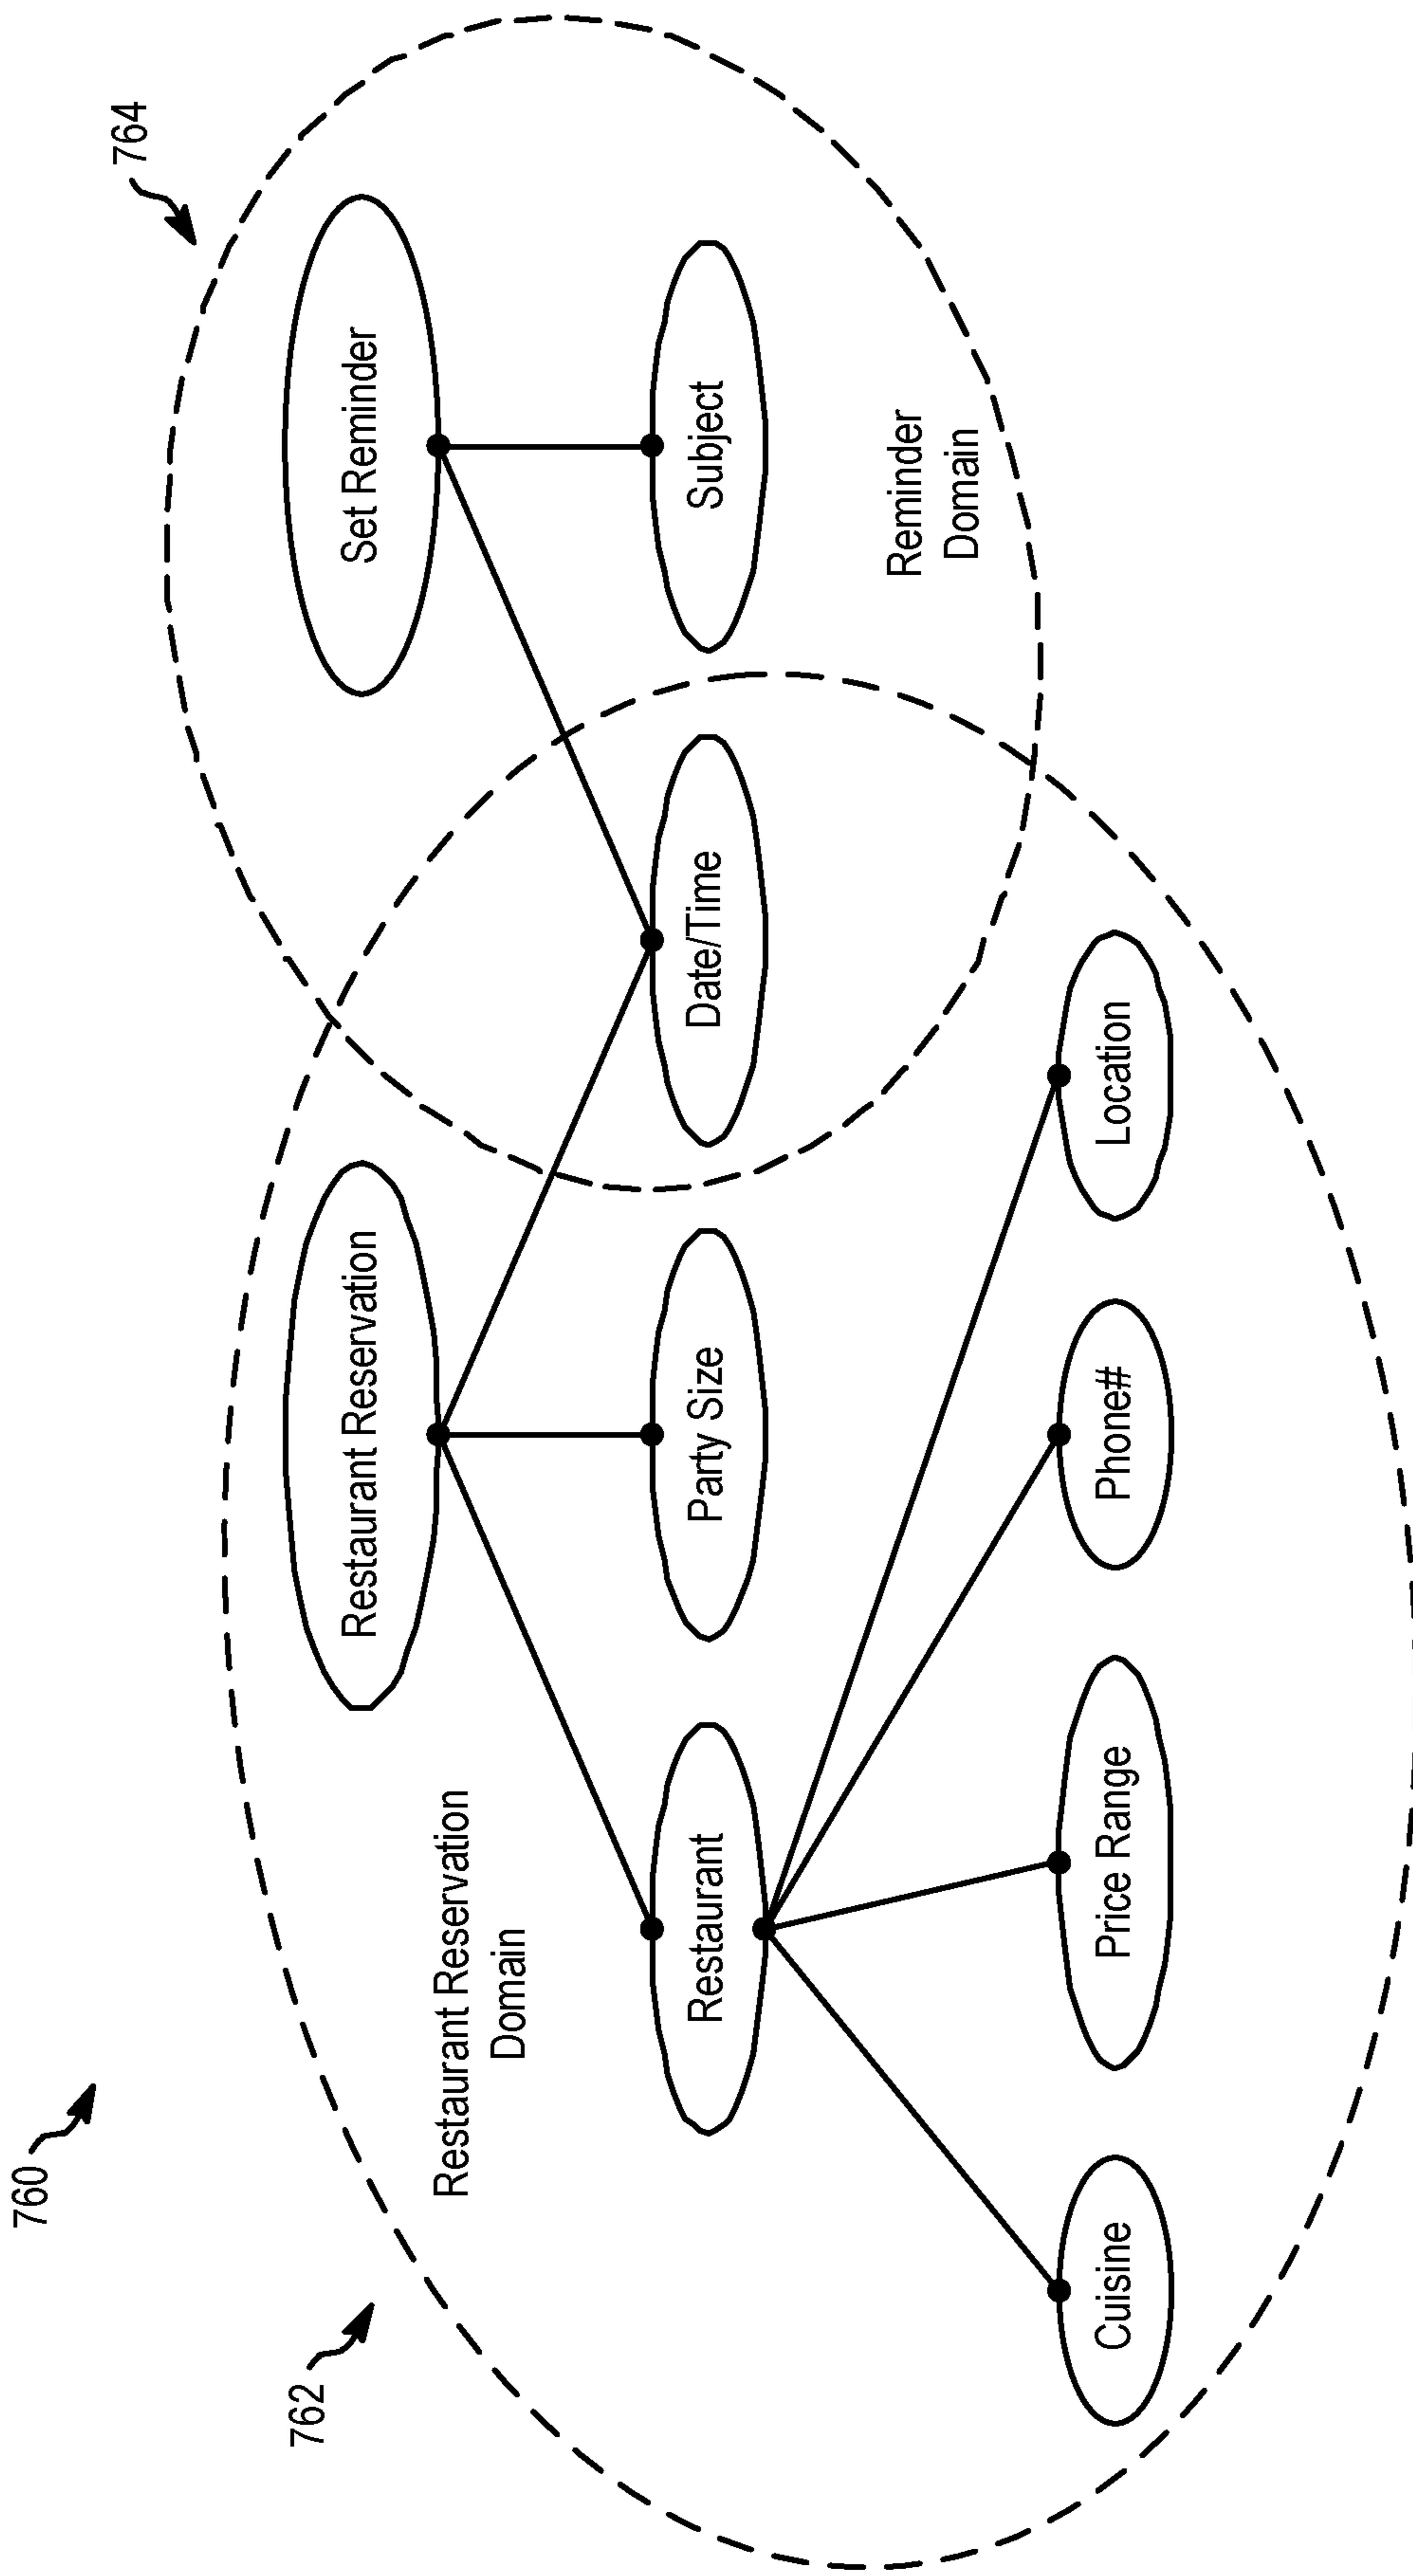 760
762
764
Restaurant Reservation
Set Reminder
Restaurant Reservation
Domain
Restaurant
Party Size
Date/Time
Subject
Reminder
Domain
Cuisine
Price Range
Phone#
Location